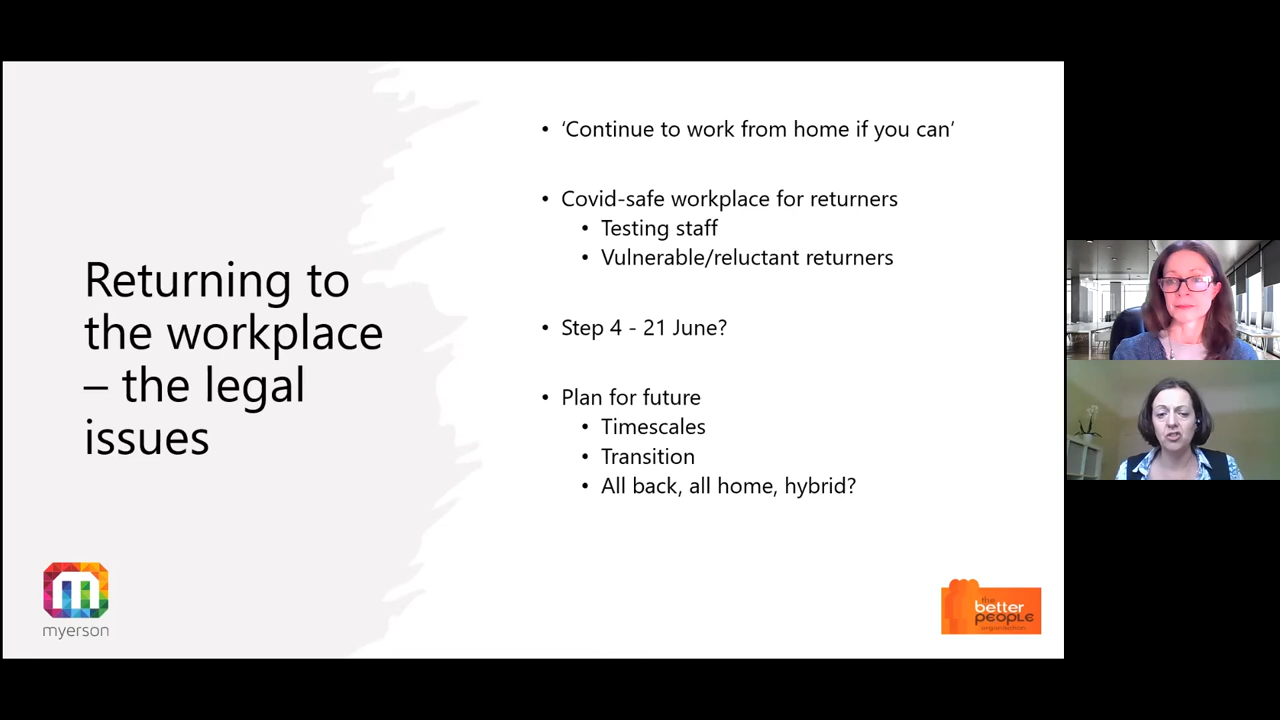 Returning to
the workplace
– the legal
issues
• ‘Continue to work from home if you can’
• Covid-safe workplace for returners
• Testing staff
• Vulnerable/reluctant returners
• Step 4 - 21 June?
• Plan for future
• Timescales
• Transition
• All back, all home, hybrid?
myerson
the
better
people
organisation